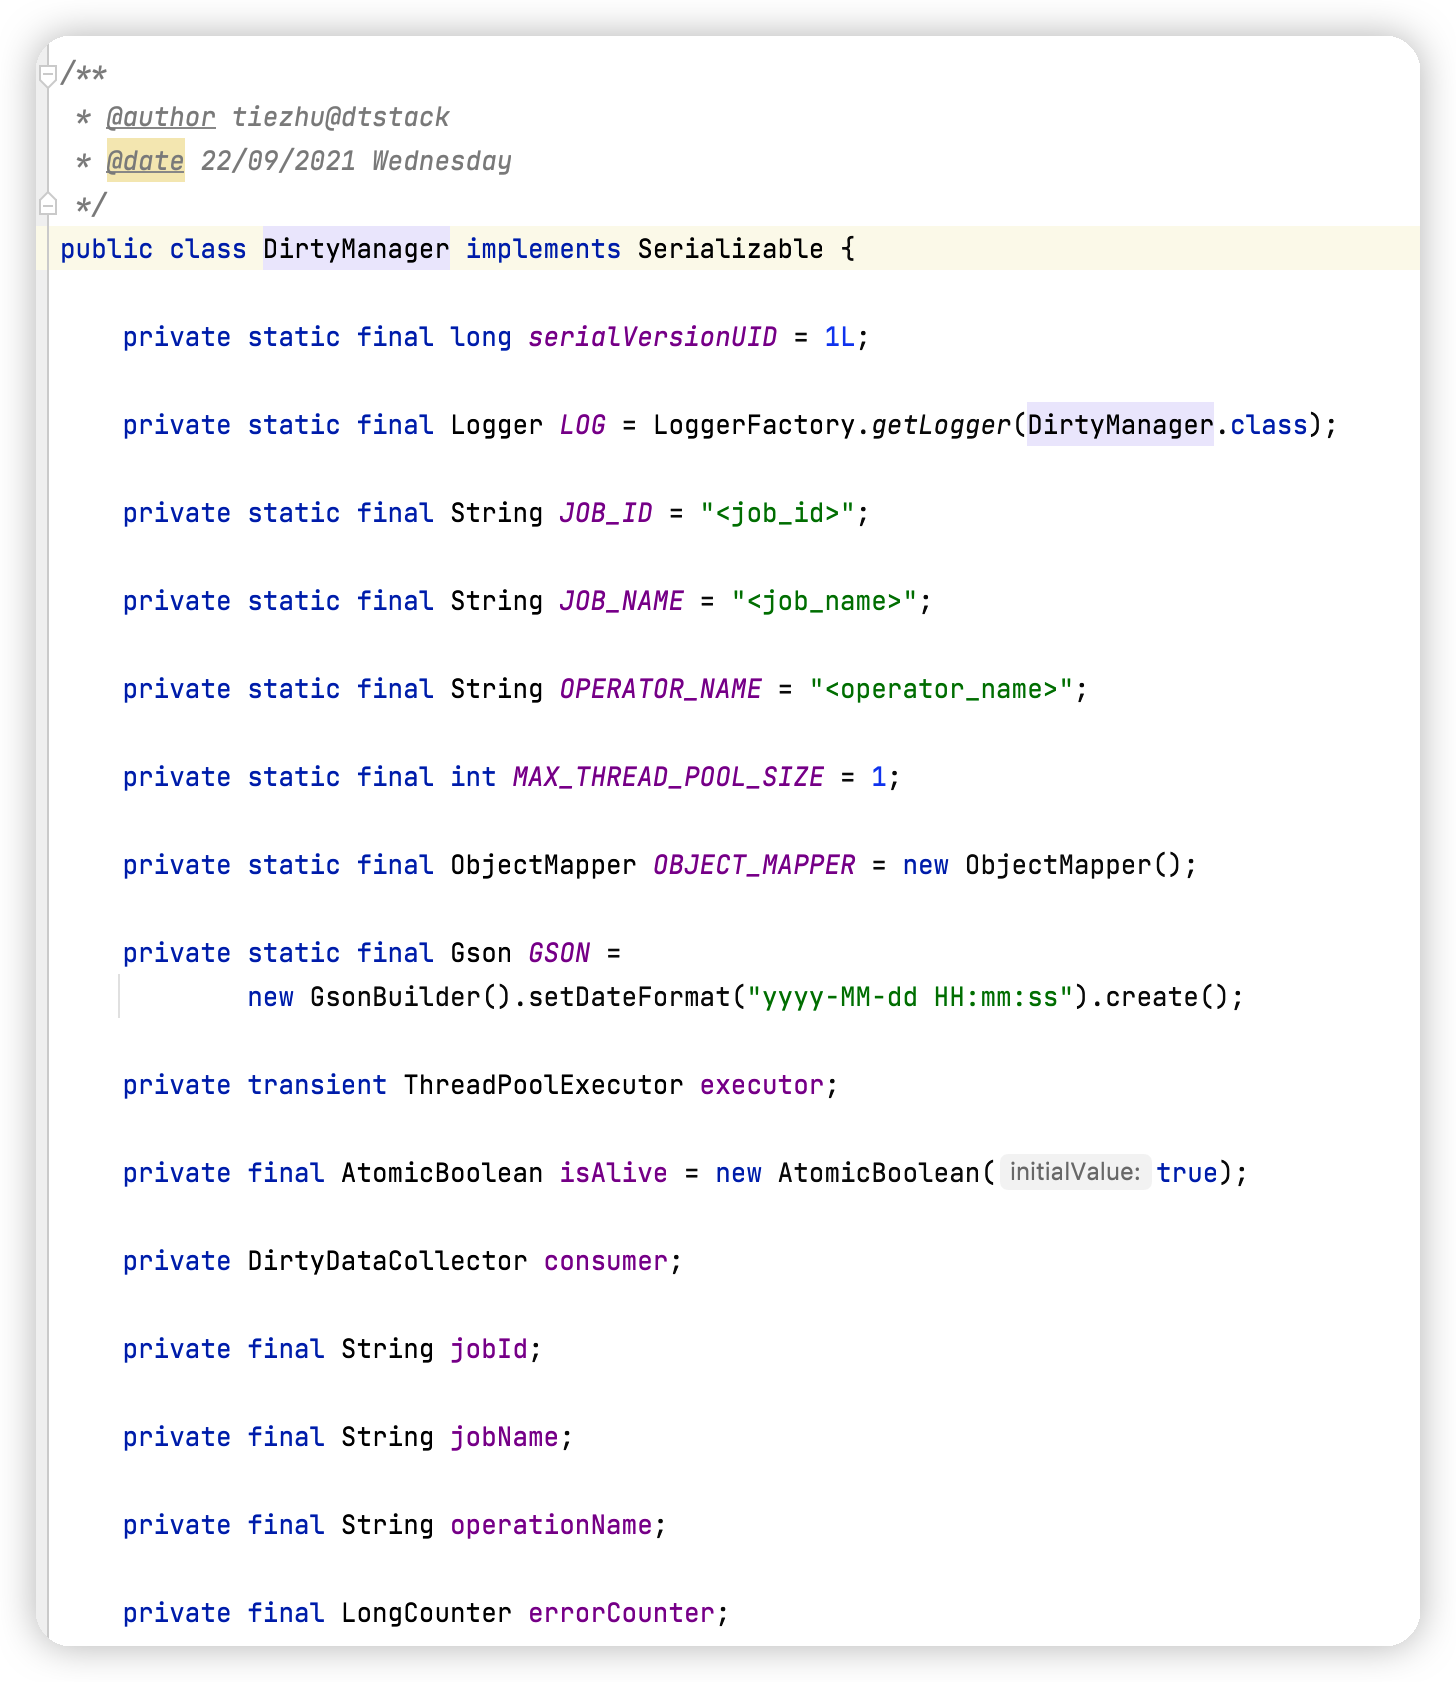 /**
 * @author tiezhu@dtstack
 * @date 22/09/2021 Wednesday
 */
public class DirtyManager implements Serializable {
private static final long serialVersionUID = 1L;
private static final Logger LOG = LoggerFactory.getLogger(DirtyManager.class);
private static final String JOB_ID = "<job_id>";
private static final String JOB_NAME = "<job_name>";
private static final String OPERATOR_NAME = "<operator_name>";
private static final int MAX_THREAD_POOL_SIZE = 1;
private static final ObjectMapper OBJECT_MAPPER = new ObjectMapper();
private static final Gson GSON =
new GsonBuilder().setDateFormat("yyyy-MM-dd HH:mm:ss").create();
private transient ThreadPoolExecutor executor;
private final AtomicBoolean isAlive = new AtomicBoolean( initialValue: true);
private DirtyDataCollector consumer;
private final String jobId;
private final String jobName;
private final String operationName;
private final LongCounter errorCounter;